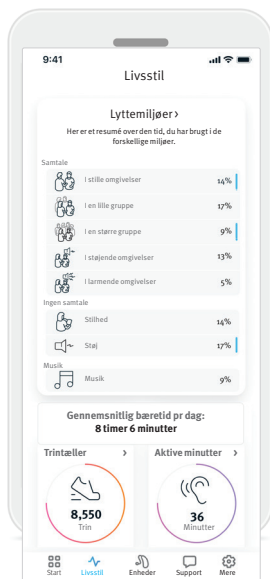 9:41
Livsstil
Lyttemiljøer ›
Her er et resumé over den tid, du har brugt i de
forskellige miljøer.
Samtale
I stille omgivelser 14%
I en lille gruppe 17%
I en større gruppe 9%
I støjende omgivelser 13%
I larmende omgivelser 5%
Ingen samtale
Stilhed 14%
Støj 17%
Musik
Musik 9%
Gennemsnitlig bæretid pr dag:
8 timer 6 minutter
Trintæller › Aktive minutter ›
8,550 36
Trin Minutter
Start Livsstil Enheder Support Mere